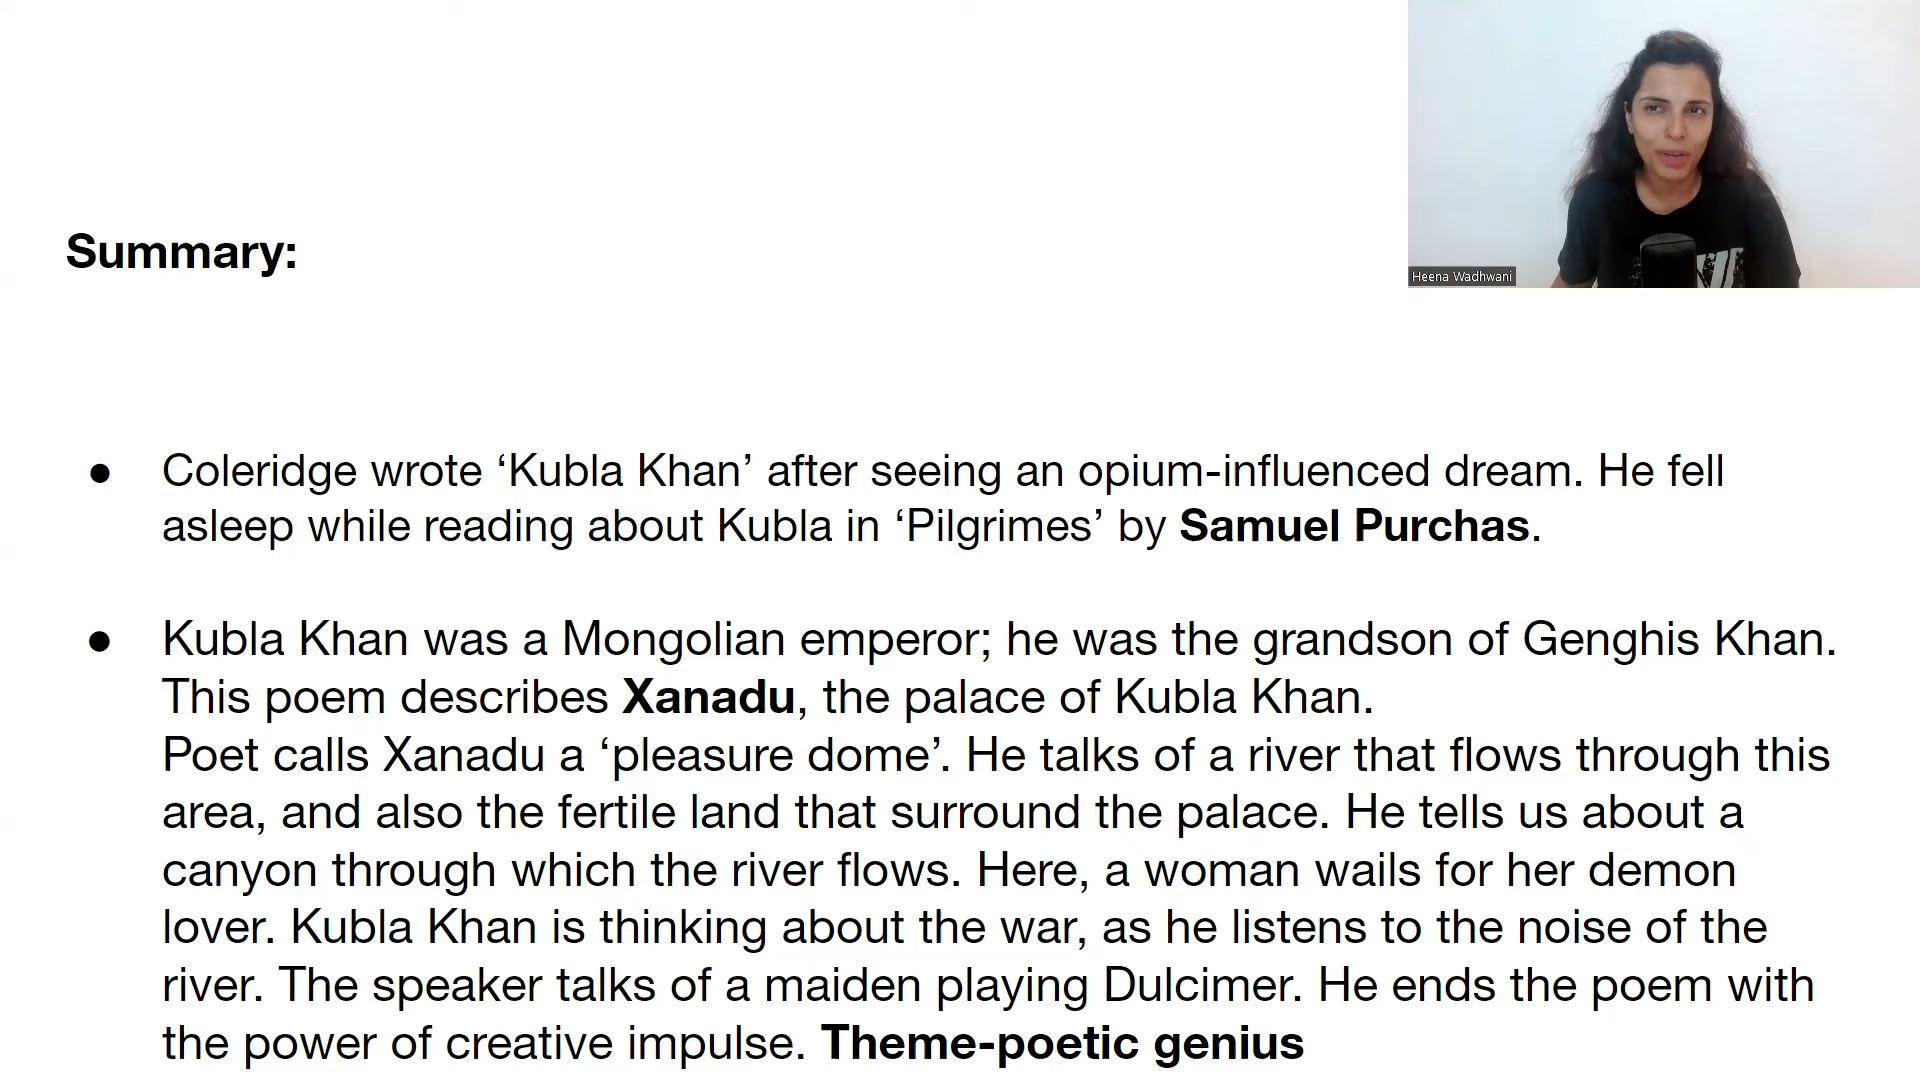 Heena Wadhwani
Summary:
● Coleridge wrote ‘Kubla Khan’ after seeing an opium-influenced dream. He fell
asleep while reading about Kubla in ‘Pilgrimes’ by Samuel Purchas.
● Kubla Khan was a Mongolian emperor; he was the grandson of Genghis Khan.
This poem describes Xanadu, the palace of Kubla Khan.
Poet calls Xanadu a ‘pleasure dome’. He talks of a river that flows through this
area, and also the fertile land that surround the palace. He tells us about a
canyon through which the river flows. Here, a woman wails for her demon
lover. Kubla Khan is thinking about the war, as he listens to the noise of the
river. The speaker talks of a maiden playing Dulcimer. He ends the poem with
the power of creative impulse. Theme-poetic genius